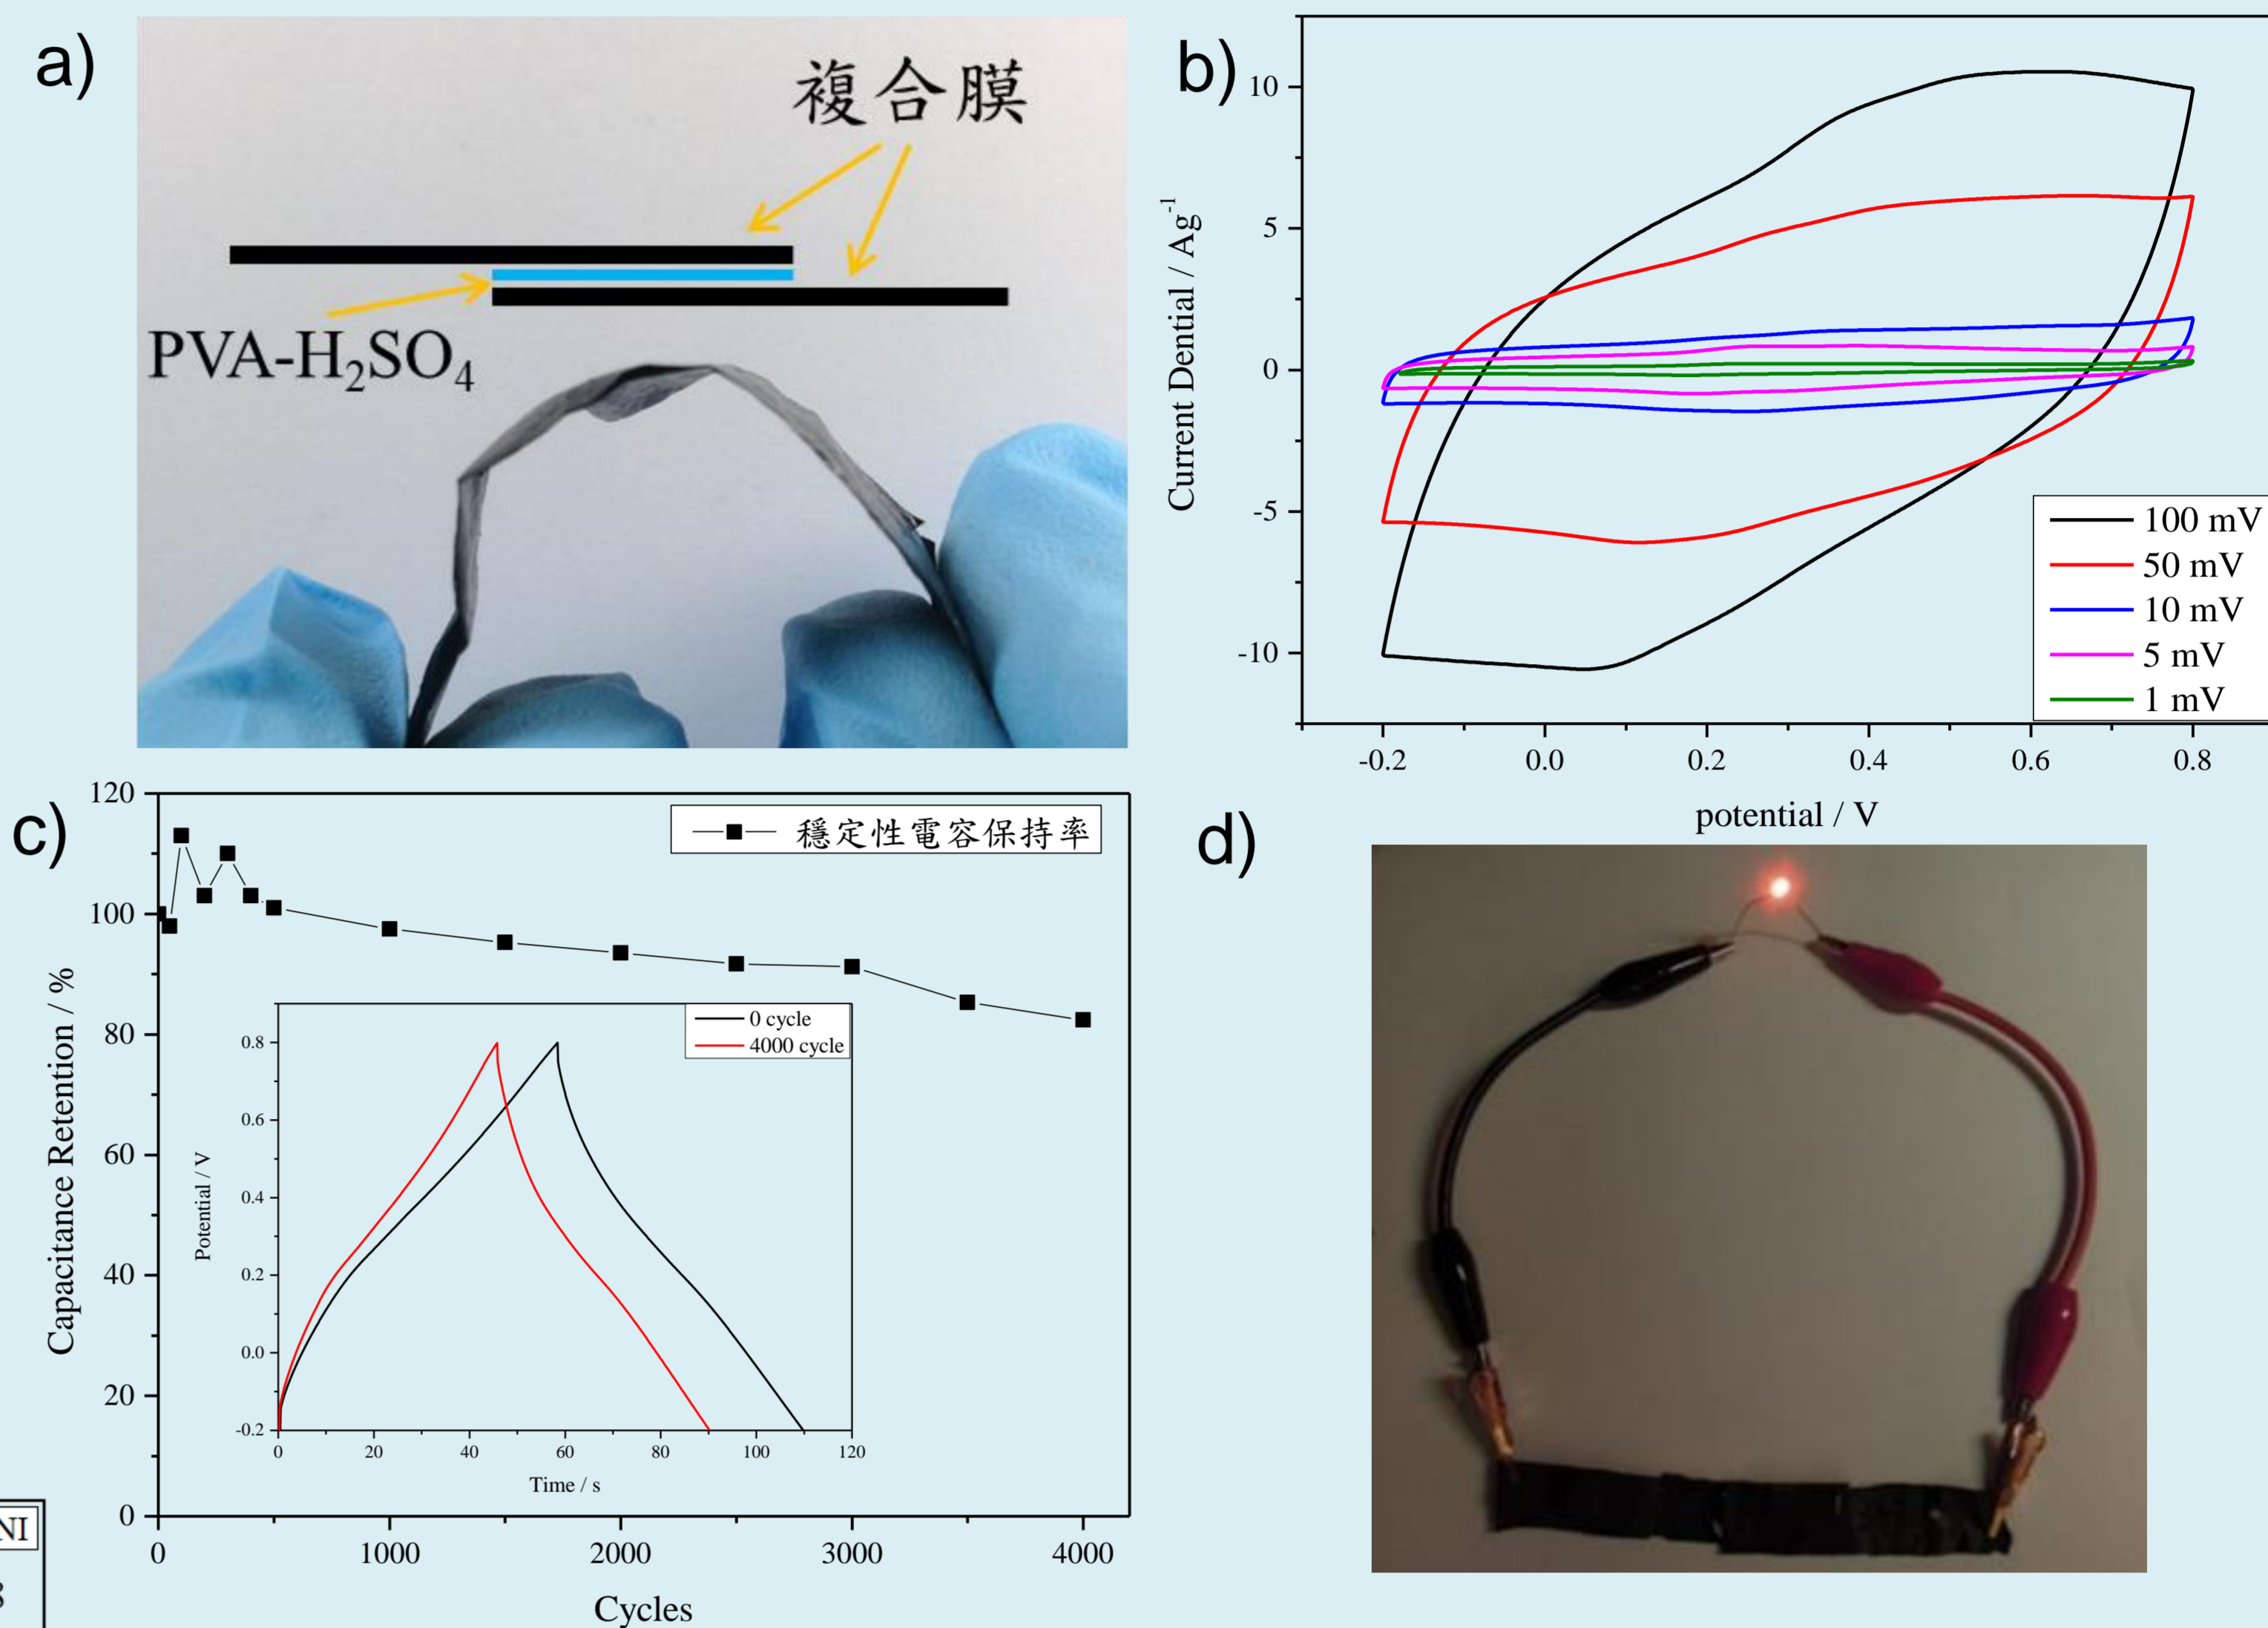 a)
複合膜
PVA-H₂SO₄
b)
10
5
0
-5
-10
Current Dential / Ag⁻¹
100 mV
50 mV
10 mV
5 mV
1 mV
-0.2 0.0 0.2 0.4 0.6 0.8
potential / V
c)
120
100
80
60
40
20
0
Capacitance Retention / %
穩定性電容保持率
0 cycle
4000 cycle
0.8
0.6
0.4
0.2
0.0
-0.2
Potential / V
0 20 40 60 80 100 120
Time / s
0 1000 2000 3000 4000
Cycles
d)
NI